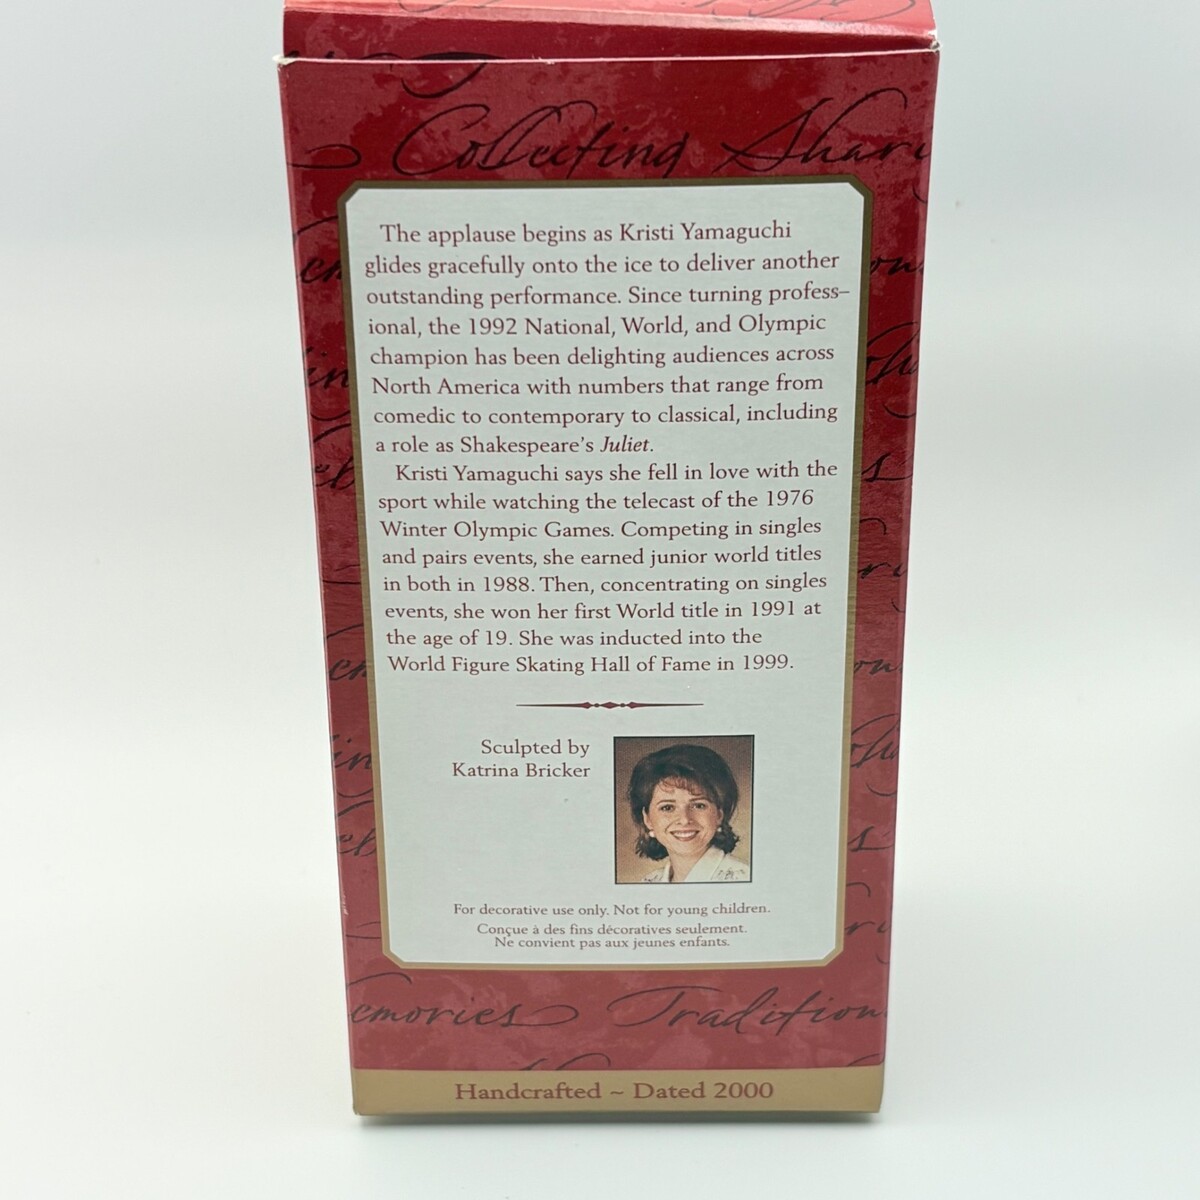 Collecting Shari
The applause begins as Kristi Yamaguchi
glides gracefully onto the ice to deliver another
outstanding performance. Since turning profess–
ional, the 1992 National, World, and Olympic
champion has been delighting audiences across
North America with numbers that range from
comedic to contemporary to classical, including
a role as Shakespeare's Juliet.
Kristi Yamaguchi says she fell in love with the
sport while watching the telecast of the 1976
Winter Olympic Games. Competing in singles
and pairs events, she earned junior world titles
in both in 1988. Then, concentrating on singles
events, she won her first World title in 1991 at
the age of 19. She was inducted into the
World Figure Skating Hall of Fame in 1999.
Sculpted by
Katrina Bricker
For decorative use only. Not for young children.
Conçue à des fins décoratives seulement.
Ne convient pas aux jeunes enfants.
emories Tradition
Handcrafted ~ Dated 2000